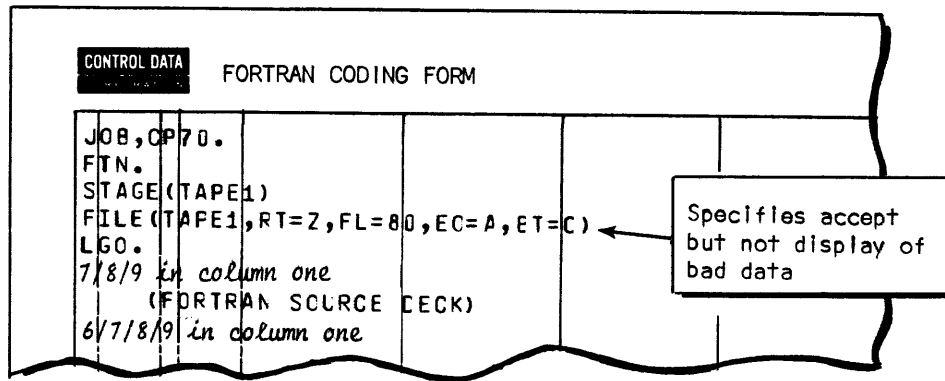 CONTROL DATA
FORTRAN CODING FORM
JOB,CP70.
FTN.
STAGE(TAPE1)
FILE(TAPE1,RT=Z,FL=80,EO=A,BT=C)
LGO.
7/8/9 in column one
(FORTRAN SOURCE DECK)
6/7/8/9 in column one
Specifies accept
but not display of
bad data